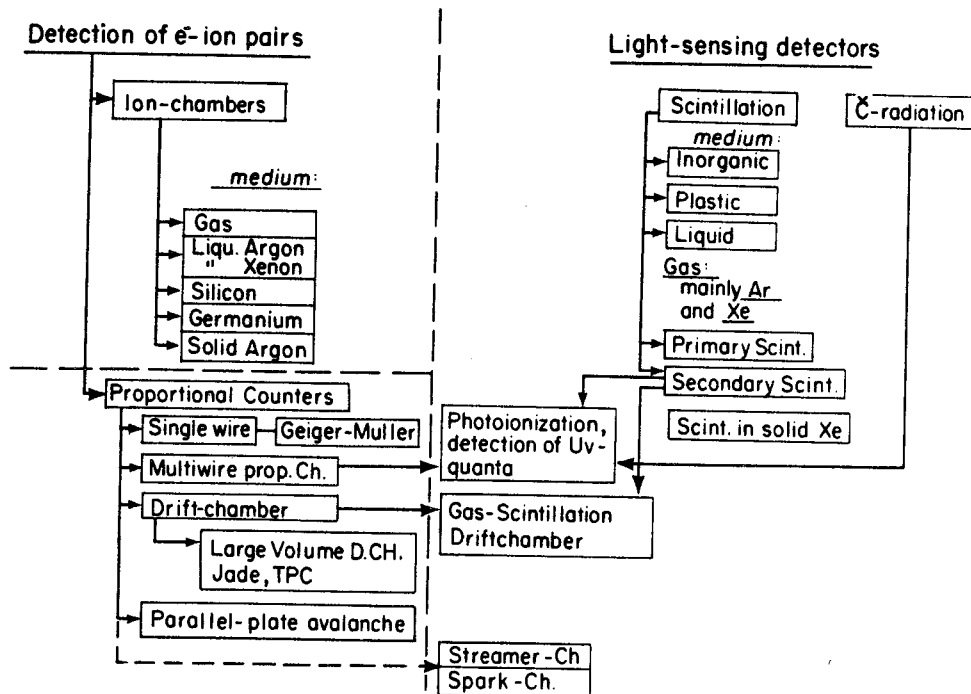 Detection of e⁻-ion pairs
Ion-chambers
medium:
Gas
Liqu. Argon
" Xenon
Silicon
Germanium
Solid Argon
Proportional Counters
Single wire
Geiger-Muller
Multiwire prop. Ch.
Drift-chamber
Large Volume D.CH.
Jade, TPC
Parallel-plate avalanche
Light-sensing detectors
Scintillation
Č-radiation
medium:
Inorganic
Plastic
Liquid
Gas:
mainly Ar
and Xe
Primary Scint.
Secondary Scint.
Scint. in solid Xe
Photoionization,
detection of Uv-
quanta
Gas-Scintillation
Driftchamber
Streamer-Ch
Spark-Ch.